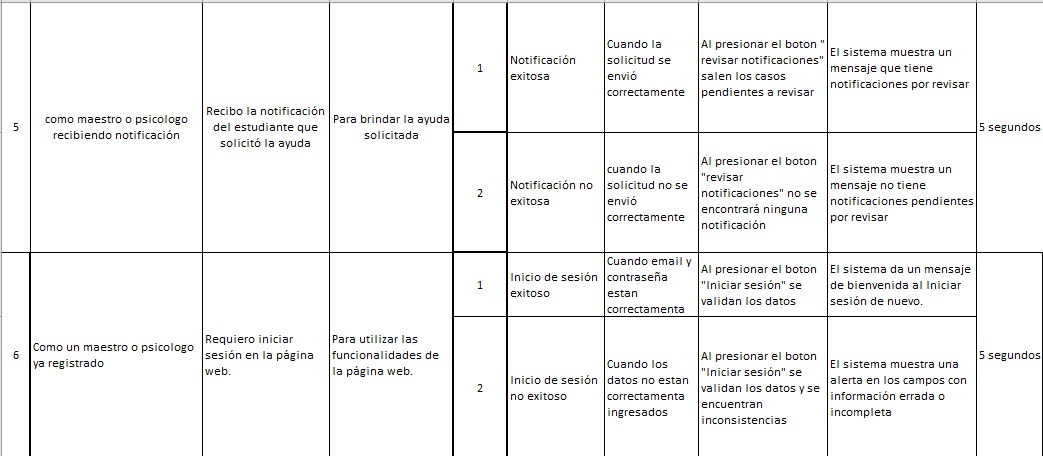 5
como maestro o psicologo
recibiendo notificación
Recibo la notificación
del estudiante que
solicitó la ayuda
Para brindar la ayuda
solicitada
1
Notificación
exitosa
Cuando la
solicitud se
envió
correctamente
Al presionar el boton "
revisar notificaciones"
salen los casos
pendientes a revisar
El sistema muestra un
mensaje que tiene
notificaciones por revisar
5 segundos
2
Notificación no
exitosa
cuando la
solicitud no se
envió
correctamente
Al presionar el boton
"revisar
notificaciones" no se
encontrará ninguna
notificación
El sistema muestra un
mensaje no tiene
notificaciones pendientes
por revisar
6
Como un maestro o psicologo
ya registrado
Requiero iniciar
sesión en la página
web.
Para utilizar las
funcionalidades de
la página web.
1
Inicio de sesión
exitoso
Cuando email y
contraseña
estan
correctamenta
Al presionar el boton
"Iniciar sesión" se
validan los datos
El sistema da un mensaje
de bienvenida al Iniciar
sesión de nuevo.
5 segundos
2
Inicio de sesión
no exitoso
Cuando los
datos no estan
correctamenta
ingresados
Al presionar el boton
"Iniciar sesión" se
validan los datos y se
encuentran
inconsistencias
El sistema muestra una
alerta en los campos con
información errada o
incompleta